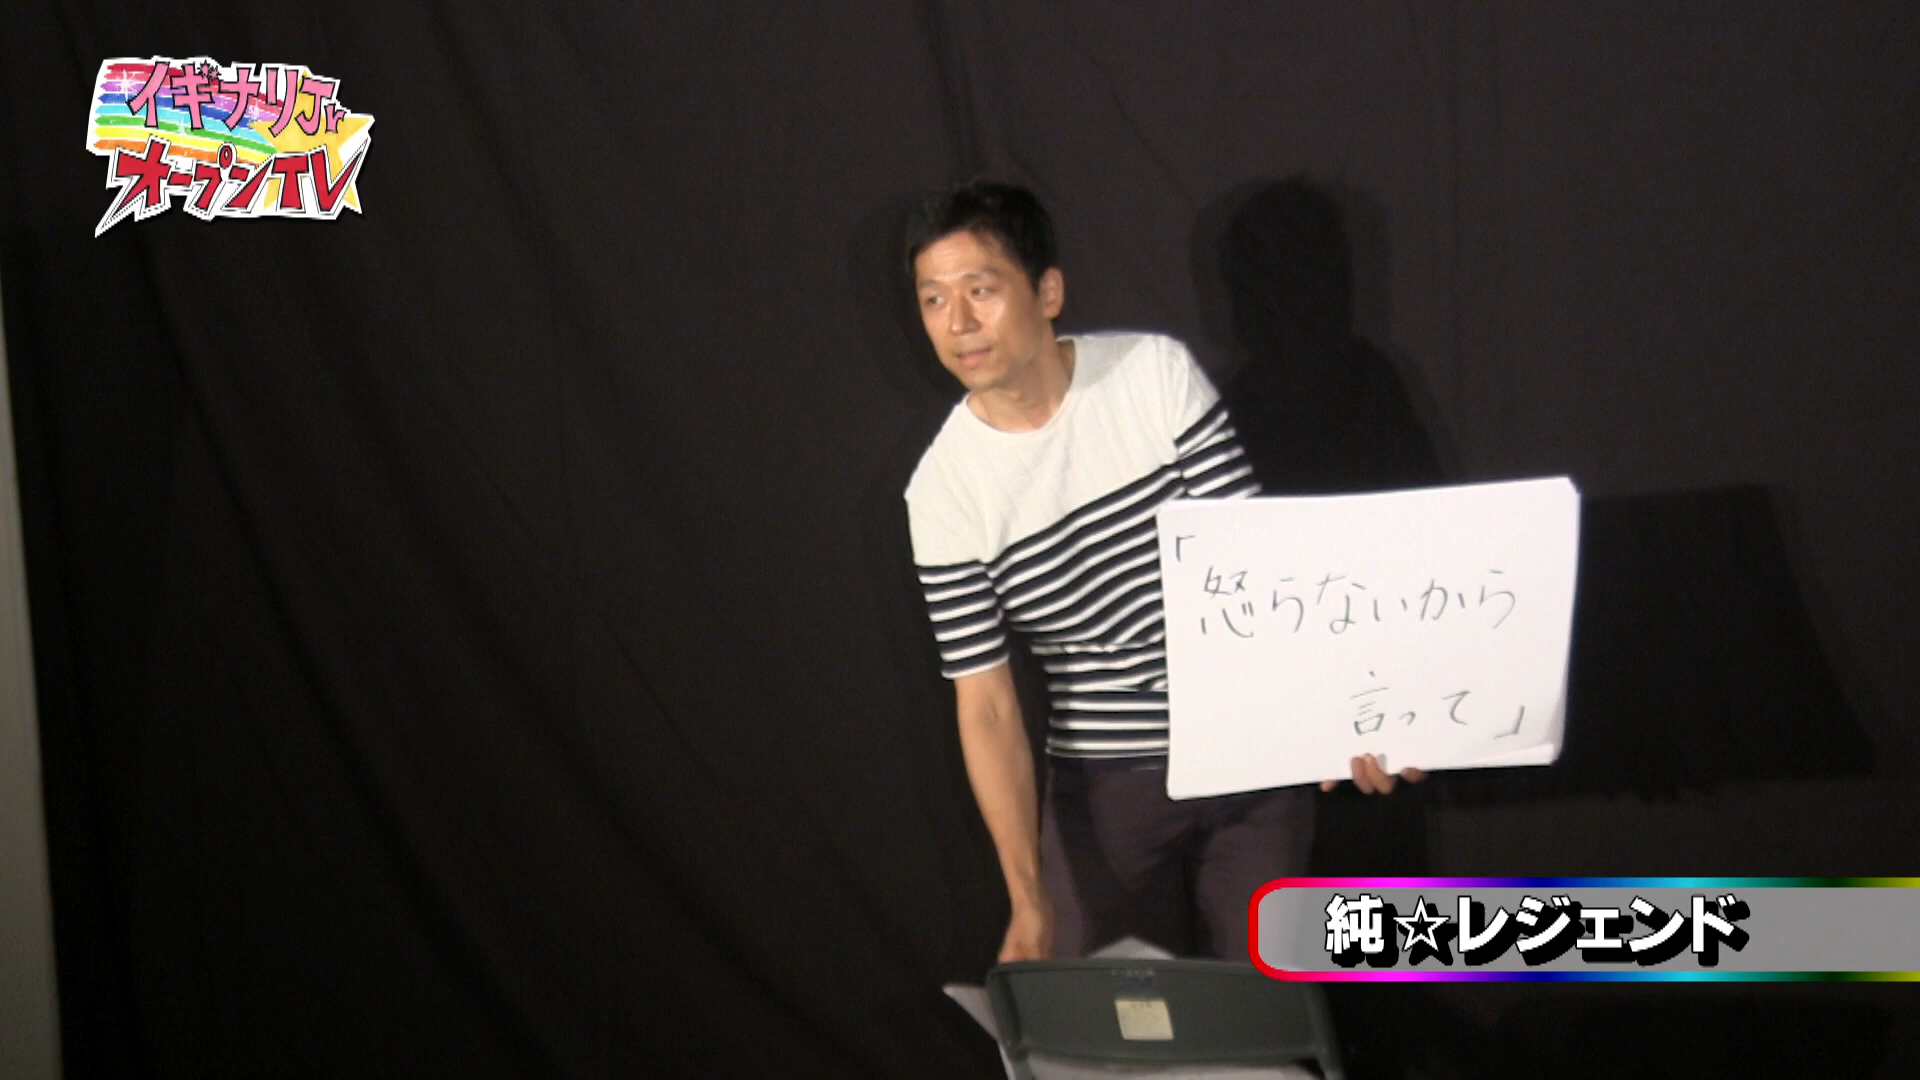 イギナリJr
オープンTV
「怒らないから
言って」
純☆レジェンド